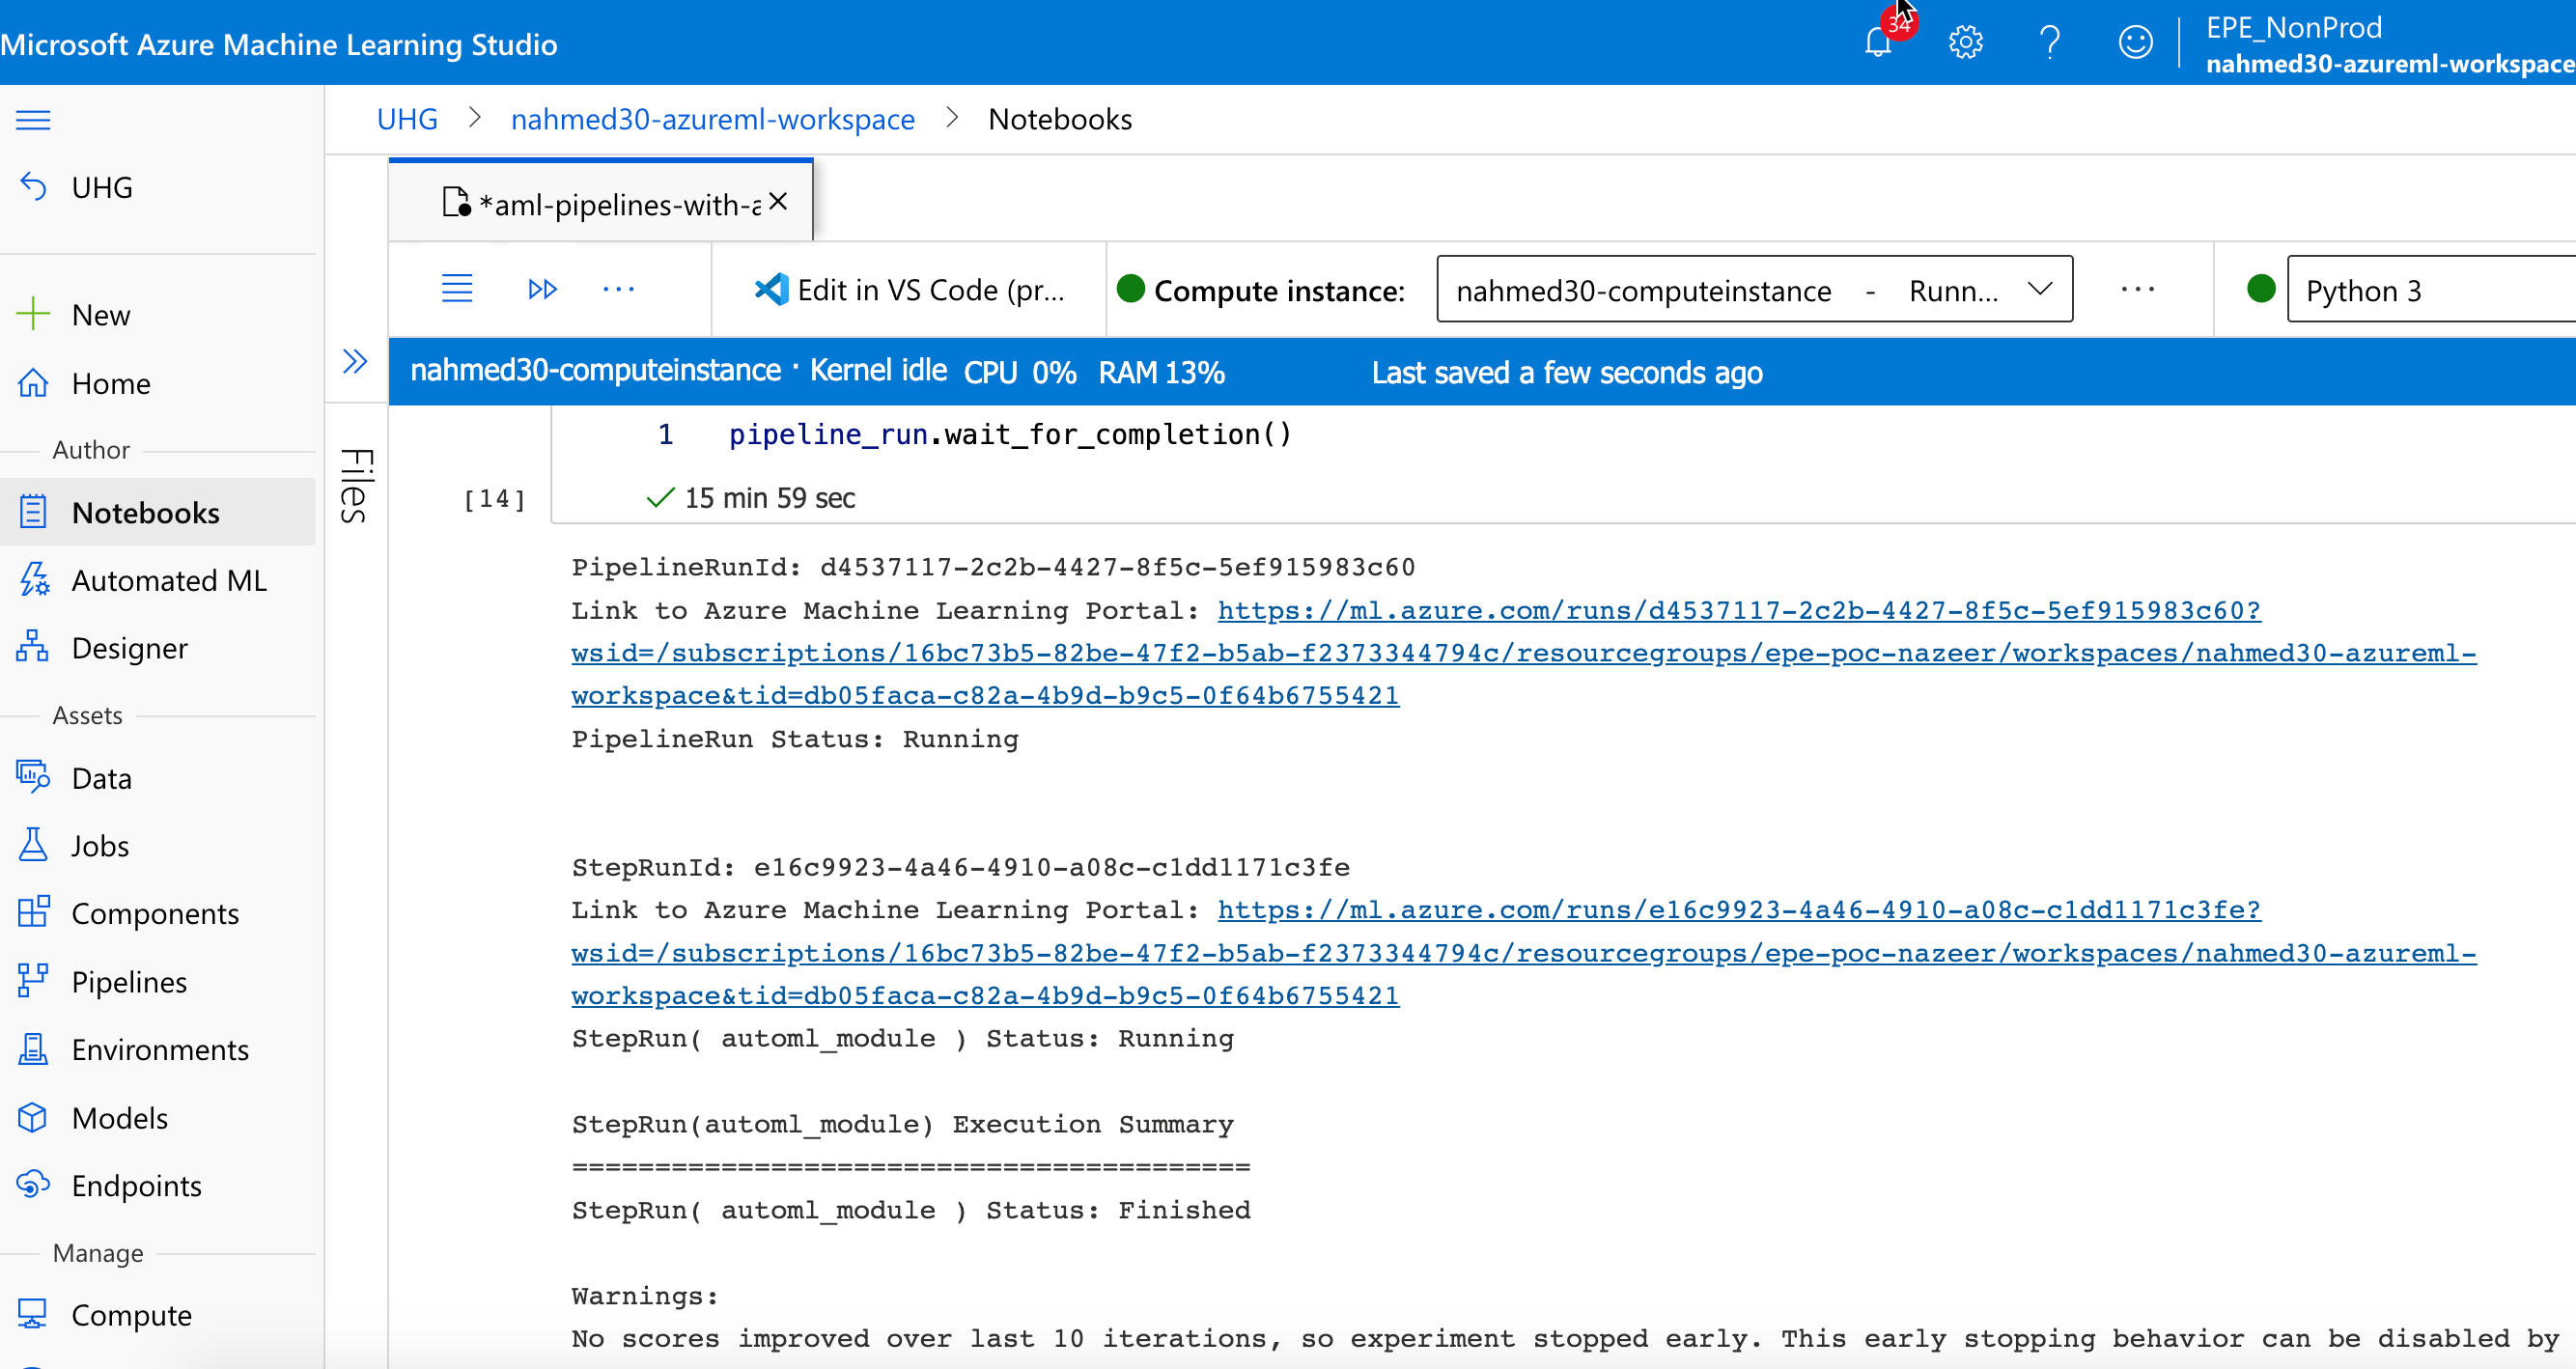 Microsoft Azure Machine Learning Studio
34
EPE_NonProd
nahmed30-azureml-workspace
UHG > nahmed30-azureml-workspace > Notebooks
UHG
New
Home
Author
Notebooks
Automated ML
Designer
Assets
Data
Jobs
Components
Pipelines
Environments
Models
Endpoints
Manage
Compute
Files
*aml-pipelines-with-a
Edit in VS Code (pr...
Compute instance:
nahmed30-computeinstance - Runn...
Python 3
nahmed30-computeinstance · Kernel idle CPU 0% RAM 13% Last saved a few seconds ago
1 pipeline_run.wait_for_completion()
[14] 15 min 59 sec
PipelineRunId: d4537117-2c2b-4427-8f5c-5ef915983c60
Link to Azure Machine Learning Portal: https://ml.azure.com/runs/d4537117-2c2b-4427-8f5c-5ef915983c60?
wsid=/subscriptions/16bc73b5-82be-47f2-b5ab-f2373344794c/resourcegroups/epe-poc-nazeer/workspaces/nahmed30-azureml-
workspace&tid=db05faca-c82a-4b9d-b9c5-0f64b6755421
PipelineRun Status: Running
StepRunId: e16c9923-4a46-4910-a08c-c1dd1171c3fe
Link to Azure Machine Learning Portal: https://ml.azure.com/runs/e16c9923-4a46-4910-a08c-c1dd1171c3fe?
wsid=/subscriptions/16bc73b5-82be-47f2-b5ab-f2373344794c/resourcegroups/epe-poc-nazeer/workspaces/nahmed30-azureml-
workspace&tid=db05faca-c82a-4b9d-b9c5-0f64b6755421
StepRun( automl_module ) Status: Running
StepRun(automl_module) Execution Summary
=========================================
StepRun( automl_module ) Status: Finished
Warnings:
No scores improved over last 10 iterations, so experiment stopped early. This early stopping behavior can be disabled by